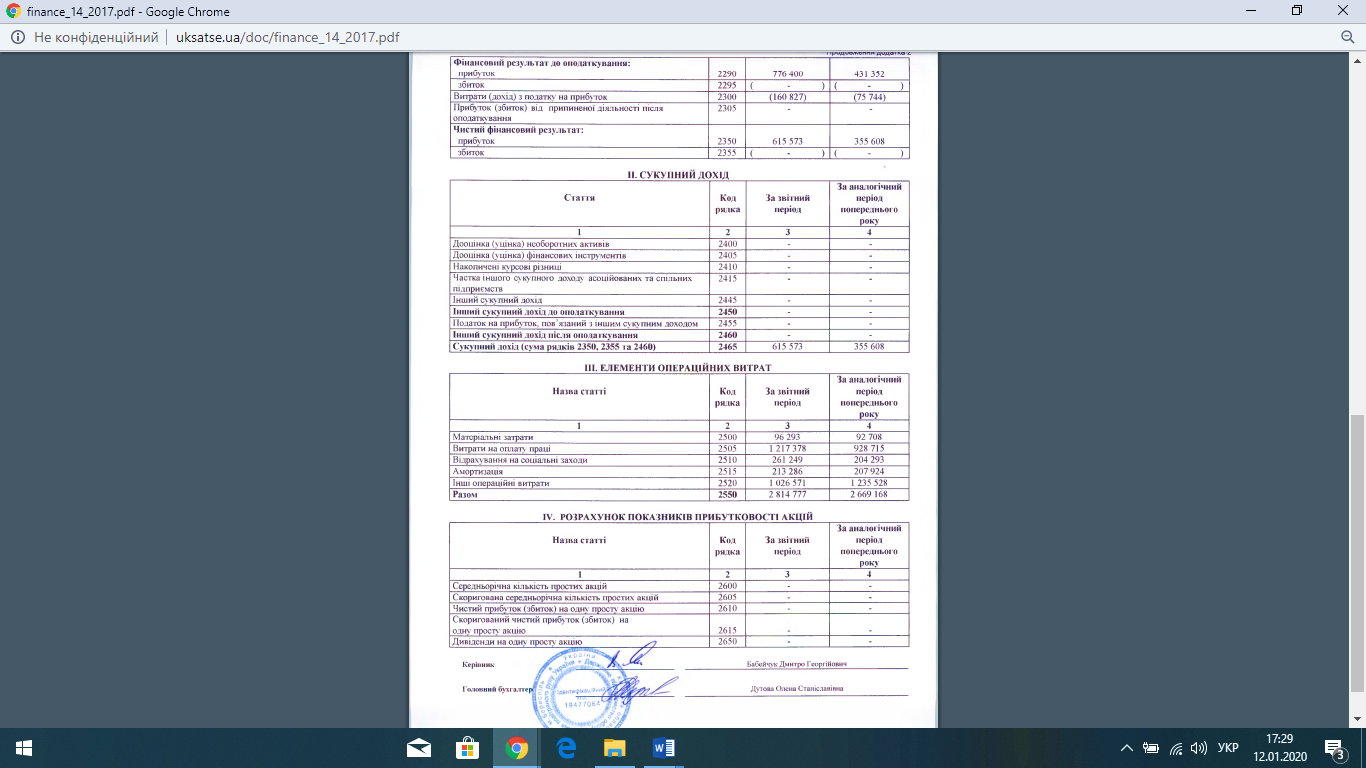 finance_14_2017.pdf - Google Chrome
Не конфіденційний uksatse.ua/doc/finance_14_2017.pdf
Продовження додатка 2
Фінансовий результат до оподаткування:
прибуток 2290 776 400 431 352
збиток 2295 ( - ) ( - )
Витрати (дохід) з податку на прибуток 2300 (160 827) (75 744)
Прибуток (збиток) від припиненої діяльності після 2305 - -
оподаткування
Чистий фінансовий результат:
прибуток 2350 615 573 355 608
збиток 2355 ( - ) ( - )
ІІ. СУКУПНИЙ ДОХІД
За аналогічний
Стаття Код За звітний період
рядка період попереднього
року
1 2 3 4
Дооцінка (уцінка) необоротних активів 2400 - -
Дооцінка (уцінка) фінансових інструментів 2405 - -
Накопичені курсові різниці 2410 - -
Частка іншого сукупного доходу асоційованих та спільних 2415 - -
підприємств
Інший сукупний дохід 2445 - -
Інший сукупний дохід до оподаткування 2450 - -
Податок на прибуток, пов'язаний з іншим сукупним доходом 2455 - -
Інший сукупний дохід після оподаткування 2460 - -
Сукупний дохід (сума рядків 2350, 2355 та 2460) 2465 615 573 355 608
ІІІ. ЕЛЕМЕНТИ ОПЕРАЦІЙНИХ ВИТРАТ
За аналогічний
Назва статті Код За звітний період
рядка період попереднього
року
1 2 3 4
Матеріальні затрати 2500 96 293 92 708
Витрати на оплату праці 2505 1 217 378 928 715
Відрахування на соціальні заходи 2510 261 249 204 293
Амортизація 2515 213 286 207 924
Інші операційні витрати 2520 1 026 571 1 235 528
Разом 2550 2 814 777 2 669 168
IV. РОЗРАХУНОК ПОКАЗНИКІВ ПРИБУТКОВОСТІ АКЦІЙ
За аналогічний
Назва статті Код За звітний період
рядка період попереднього
року
1 2 3 4
Середньорічна кількість простих акцій 2600 - -
Скоригована середньорічна кількість простих акцій 2605 - -
Чистий прибуток (збиток) на одну просту акцію 2610 - -
Скоригований чистий прибуток (збиток) на
одну просту акцію 2615 - -
Дивіденди на одну просту акцію 2650 - -
Керівник Бабейчук Дмитро Георгійович
Головний бухгалтер Дутова Олена Станіславівна
Україна
19477064
УКР
17:29
12.01.2020
3